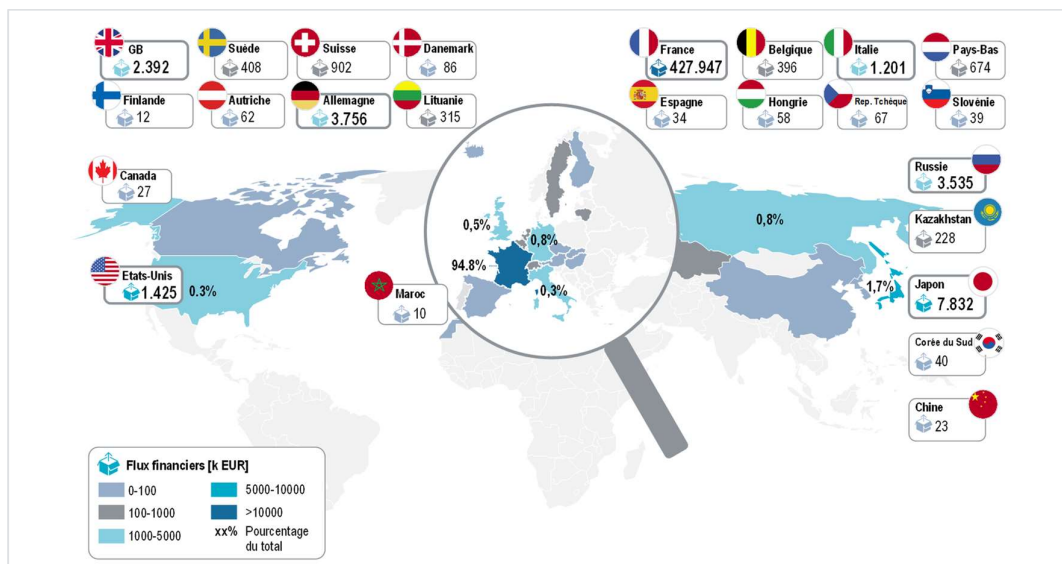 GB
2.392
Suède
408
Suisse
902
Danemark
86
France
427.947
Belgique
396
Italie
1.201
Pays-Bas
674
Finlande
12
Autriche
62
Allemagne
3.756
Lituanie
315
Espagne
34
Hongrie
58
Rep. Tchéque
67
Slovénie
39
Canada
27
Russie
3.535
0,8%
Kazakhstan
228
0,5%
0,8%
94.8%
0,3%
Etats-Unis
1.425
0.3%
Maroc
10
1,7%
Japon
7.832
Corée du Sud
40
Chine
23
Flux financiers [k EUR]
0-100
5000-10000
100-1000
>10000
1000-5000
xx% Pourcentage
du total